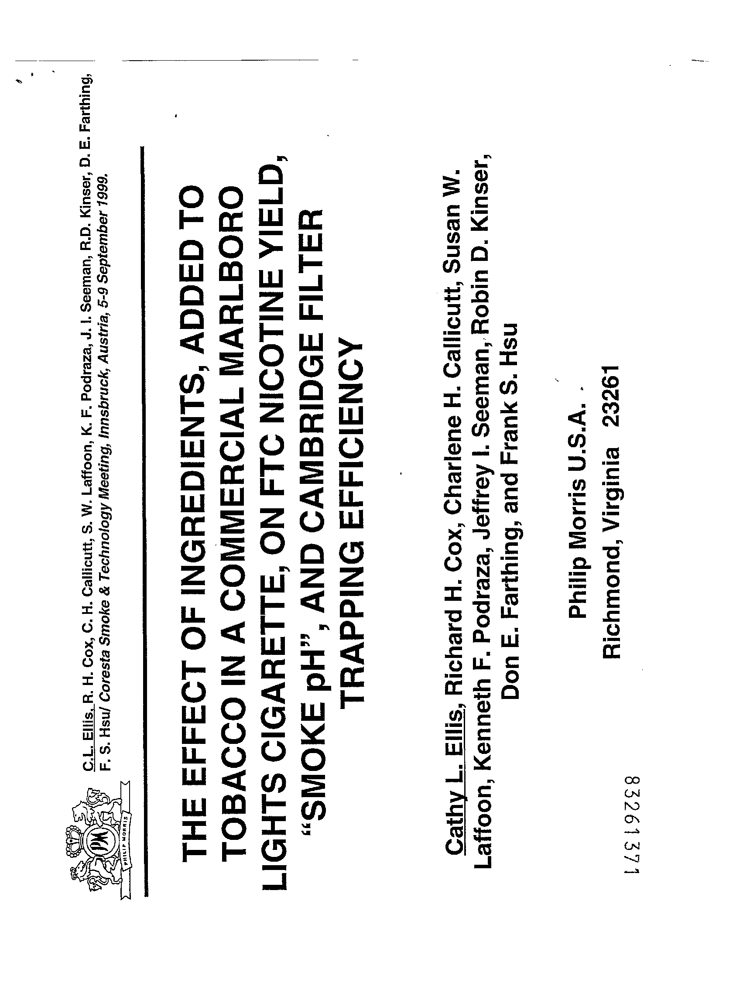 C.L. Ellis, R. H. Cox, C. H. Callicutt, S. W. Laffoon, K. F. Podraza, J. I. Seeman, R.D. Kinser, D. E. Farthing,
F. S. Hsu/ Coresta Smoke & Technology Meeting, Innsbruck, Austria, 5-9 September 1999.
PM
PHILIP MORRIS
THE EFFECT OF INGREDIENTS, ADDED TO
TOBACCO IN A COMMERCIAL MARLBORO
LIGHTS CIGARETTE, ON FTC NICOTINE YIELD,
“SMOKE pH”, AND CAMBRIDGE FILTER
TRAPPING EFFICIENCY
Cathy L. Ellis, Richard H. Cox, Charlene H. Callicutt, Susan W.
Laffoon, Kenneth F. Podraza, Jeffrey I. Seeman, Robin D. Kinser,
Don E. Farthing, and Frank S. Hsu
Philip Morris U.S.A.
Richmond, Virginia 23261
83261371